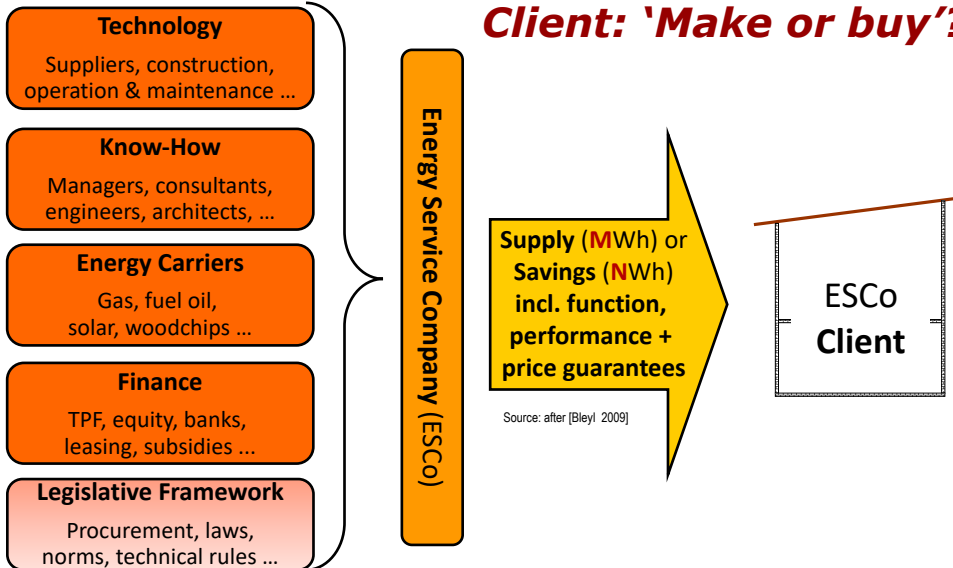 Client: ‘Make or buy’?
Technology
Suppliers, construction,
operation & maintenance ...
Know-How
Managers, consultants,
engineers, architects, ...
Energy Carriers
Gas, fuel oil,
solar, woodchips ...
Finance
TPF, equity, banks,
leasing, subsidies ...
Legislative Framework
Procurement, laws,
norms, technical rules ...
Energy Service Company (ESCo)
Supply (MWh) or
Savings (NWh)
incl. function,
performance +
price guarantees
Source: after [Bleyl 2009]
ESCo
Client